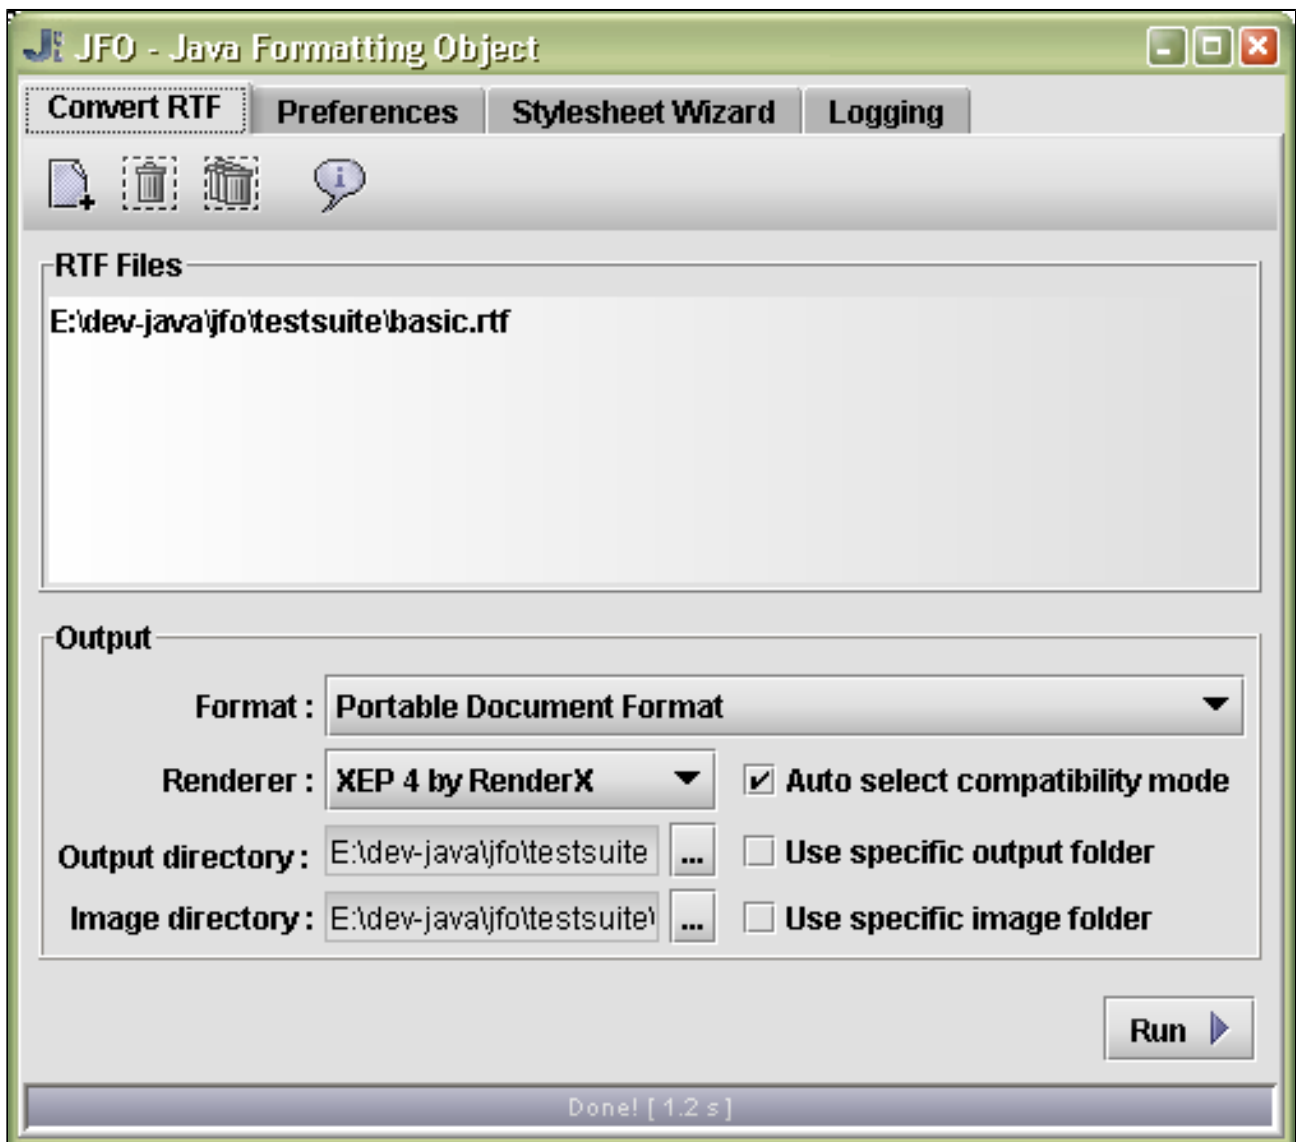 JFO - Java Formatting Object
Convert RTF Preferences Stylesheet Wizard Logging
RTF Files
E:\dev-java\jfo\testsuite\basic.rtf
Output
Format : Portable Document Format
Renderer : XEP 4 by RenderX Auto select compatibility mode
Output directory : E:\dev-java\jfo\testsuite ... Use specific output folder
Image directory : E:\dev-java\jfo\testsuite\ ... Use specific image folder
Run
Done! [ 1.2 s ]